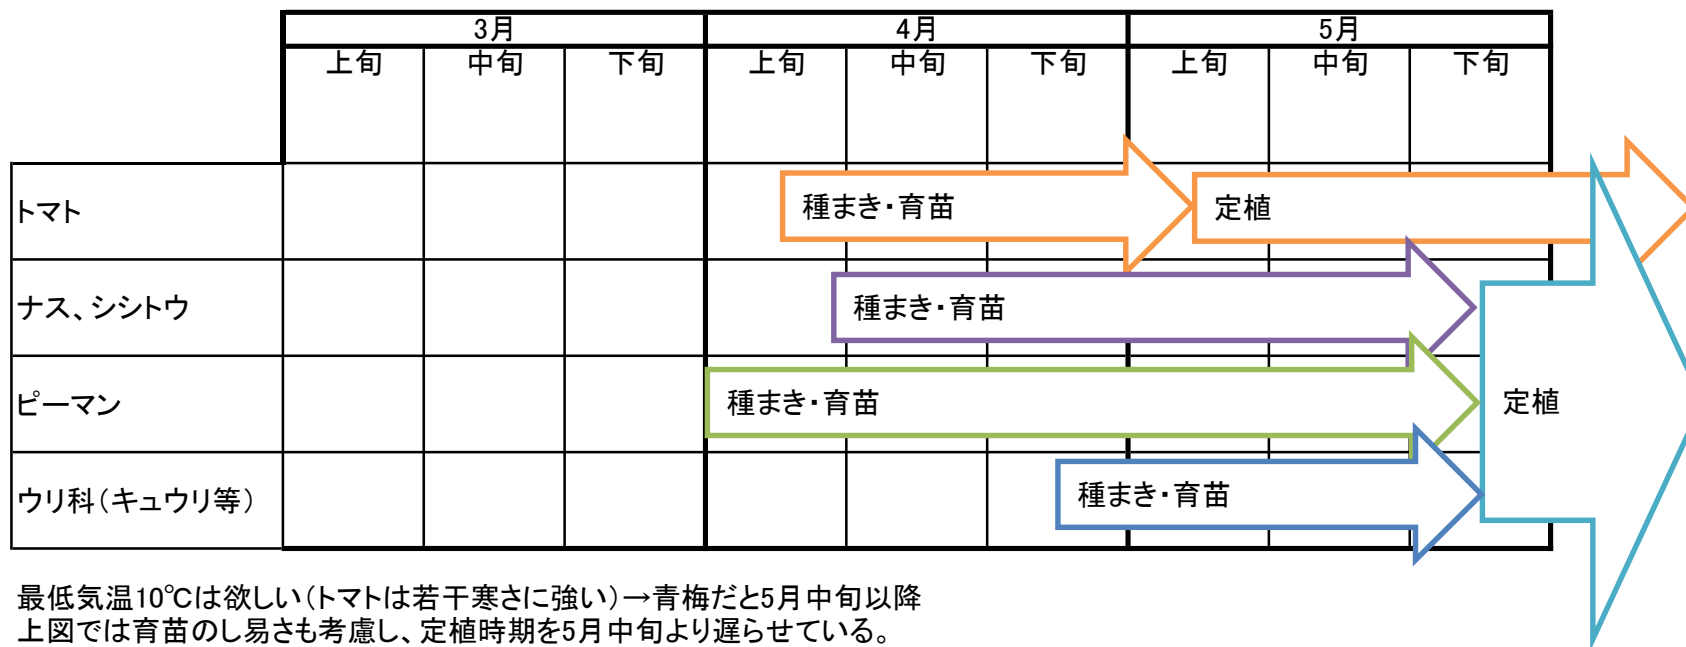 3月 4月 5月
上旬 中旬 下旬 上旬 中旬 下旬 上旬 中旬 下旬
トマト 種まき・育苗 定植
ナス、シシトウ 種まき・育苗
ピーマン 種まき・育苗 定植
ウリ科（キュウリ等） 種まき・育苗
最低気温10℃は欲しい（トマトは若干寒さに強い）→青梅だと5月中旬以降
上図では育苗のし易さも考慮し、定植時期を5月中旬より遅らせている。